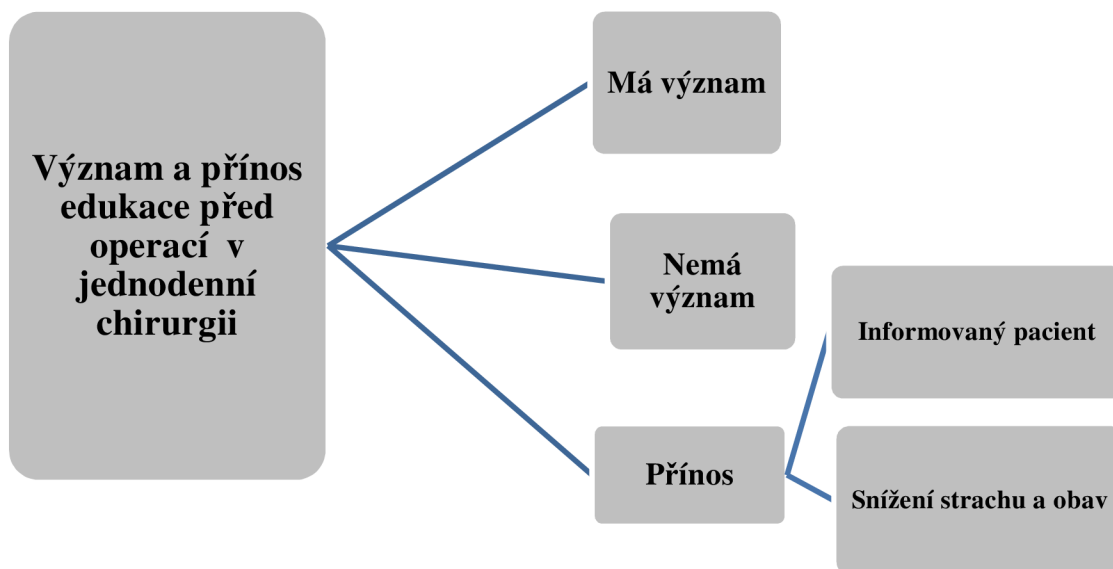 Význam a přínos
edukace před
operací v
jednodenní
chirurgii
Má význam
Nemá
význam
Přínos
Informovaný pacient
Snížení strachu a obav